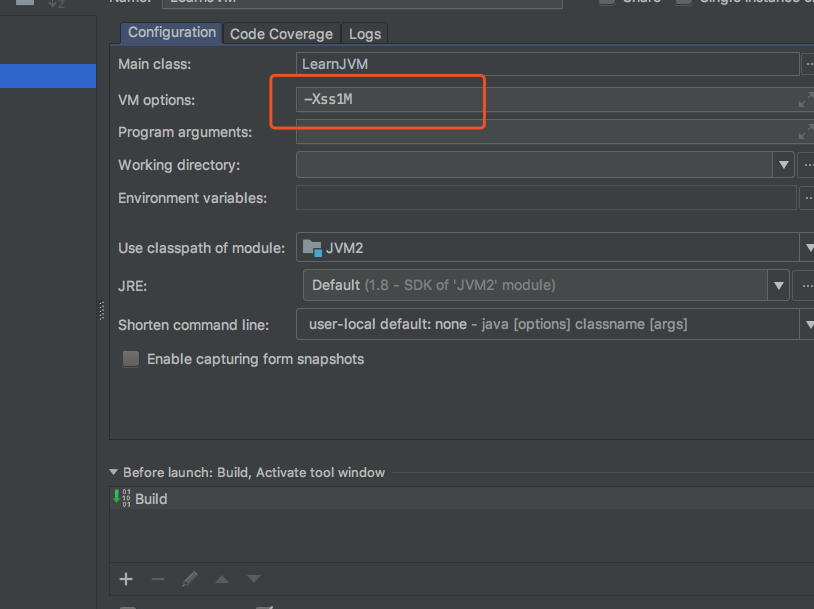 Configuration Code Coverage Logs
Main class: LearnJVM
VM options: -Xss1M
Program arguments:
Working directory:
Environment variables:
Use classpath of module: JVM2
JRE: Default (1.8 - SDK of 'JVM2' module)
Shorten command line: user-local default: none - java [options] classname [args]
Enable capturing form snapshots
Before launch: Build, Activate tool window
Build